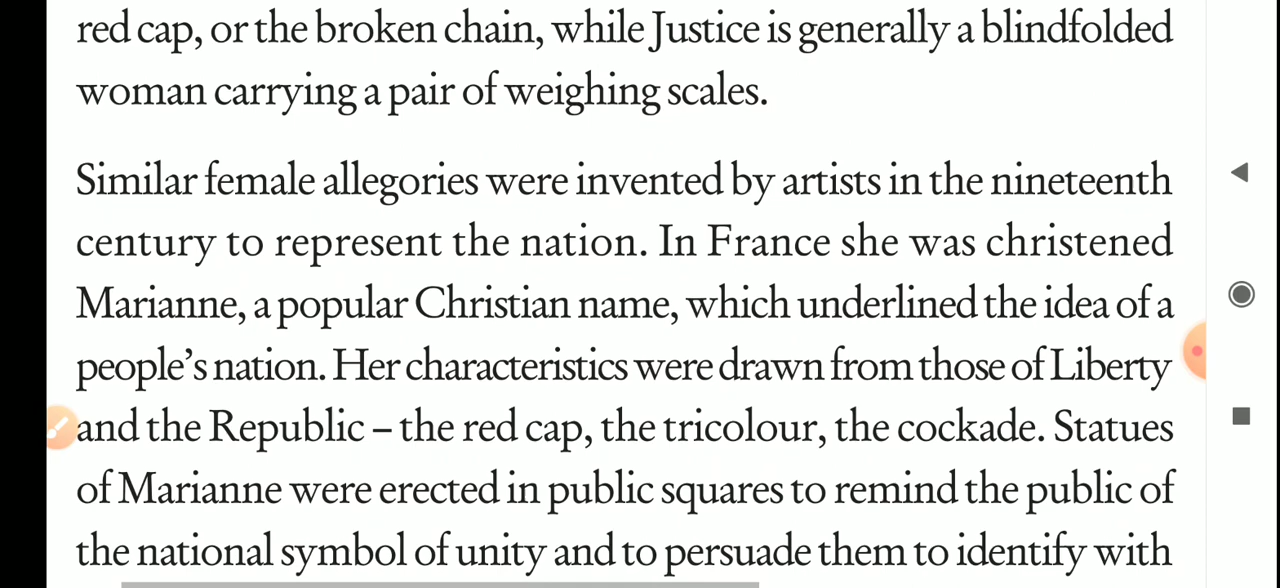 red cap, or the broken chain, while Justice is generally a blindfolded
woman carrying a pair of weighing scales.
Similar female allegories were invented by artists in the nineteenth
century to represent the nation. In France she was christened
Marianne, a popular Christian name, which underlined the idea of a
people’s nation. Her characteristics were drawn from those of Liberty
and the Republic – the red cap, the tricolour, the cockade. Statues
of Marianne were erected in public squares to remind the public of
the national symbol of unity and to persuade them to identify with